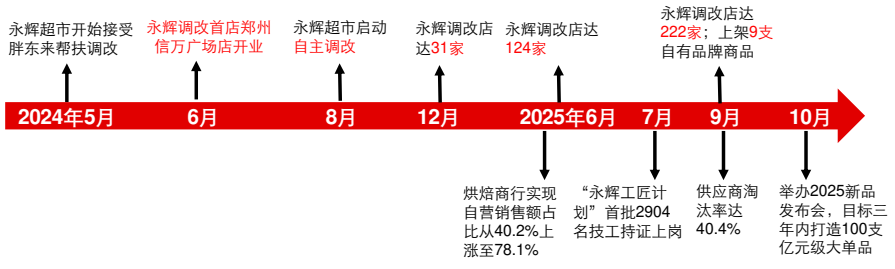 永辉超市开始接受
胖东来帮扶调改
永辉调改首店郑州
信万广场店开业
永辉超市启动
自主调改
永辉调改店
达31家
永辉调改店达
124家
永辉调改店达
222家；上架9支
自有品牌商品
2024年5月
6月
8月
12月
2025年6月
7月
9月
10月
烘焙商行实现
自营销售额占
比从40.2%上
涨至78.1%
“永辉工匠计
划”首批2904
名技工持证上岗
供应商淘
汰率达
40.4%
举办2025新品
发布会，目标三
年内打造100支
亿元级大单品